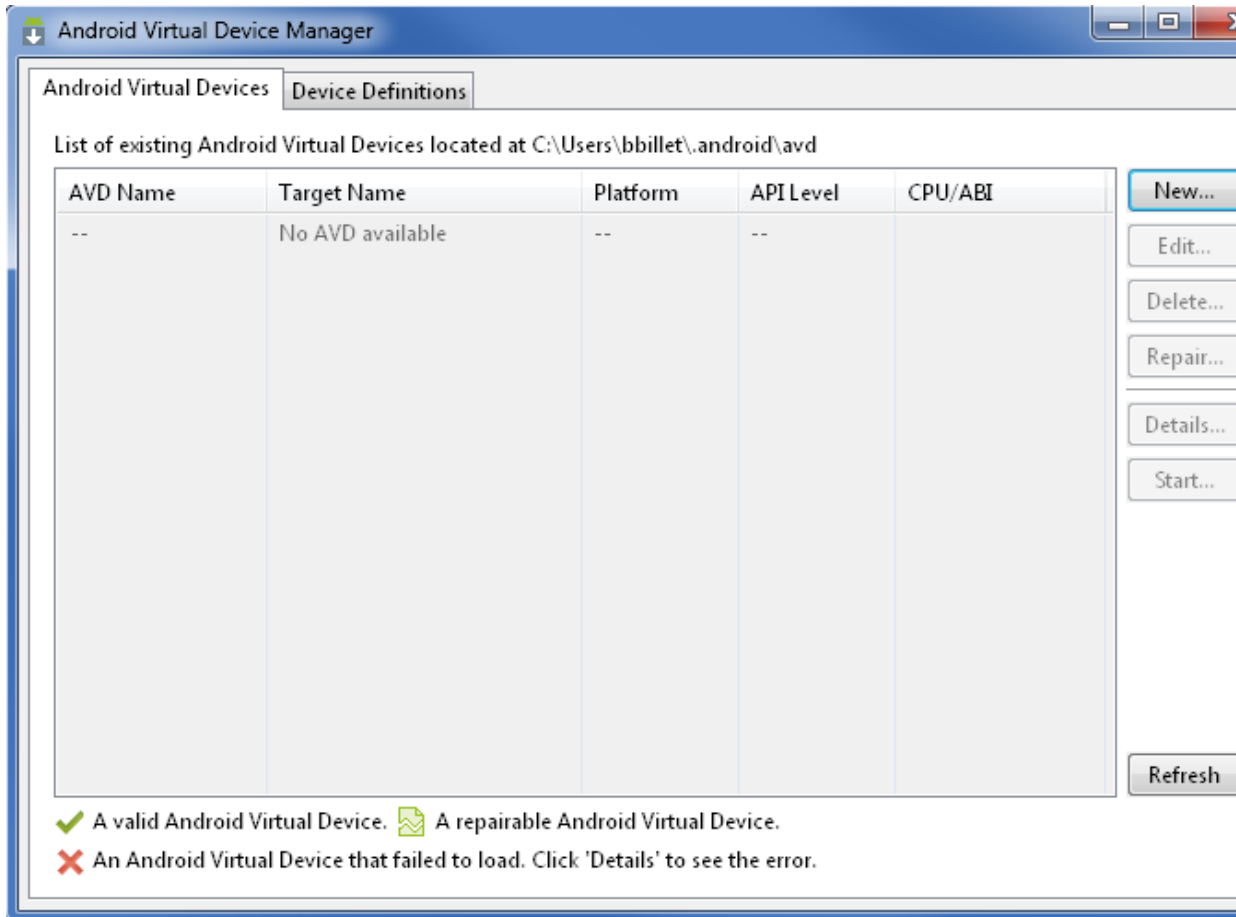 Android Virtual Device Manager
Android Virtual Devices Device Definitions
List of existing Android Virtual Devices located at C:\Users\bbillet\.android\avd
AVD Name Target Name Platform API Level CPU/ABI
-- No AVD available -- --
New...
Edit...
Delete...
Repair...
Details...
Start...
Refresh
A valid Android Virtual Device. A repairable Android Virtual Device.
An Android Virtual Device that failed to load. Click 'Details' to see the error.